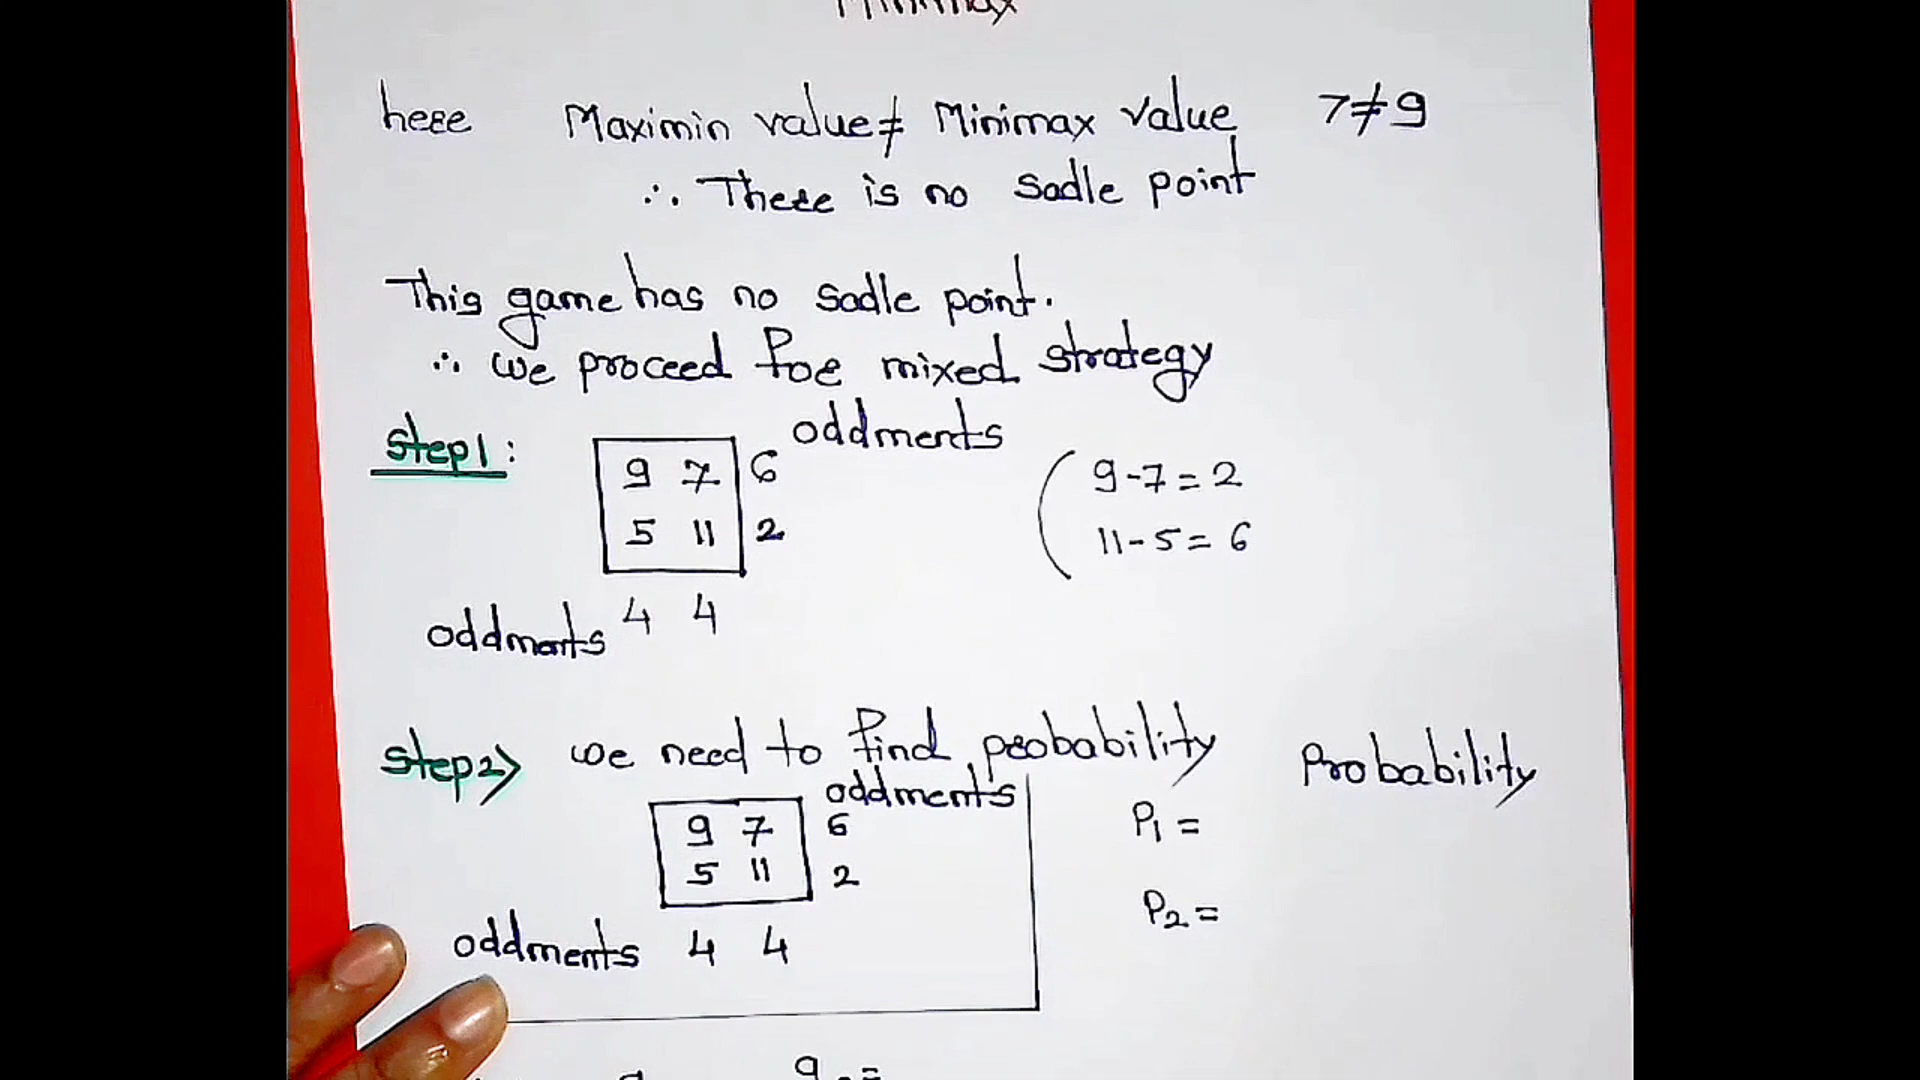 Minimax
here Maximin value ≠ Minimax value 7≠9
∴ There is no sadle point
This game has no sadle point.
∴ we proceed for mixed strategy
Step1:
oddments
9 7 6
5 11 2
oddments 4 4
( 9-7=2
11-5=6
Step2> we need to find probability
oddments
9 7 6
5 11 2
oddments 4 4
Probability
P1 =
P2 =